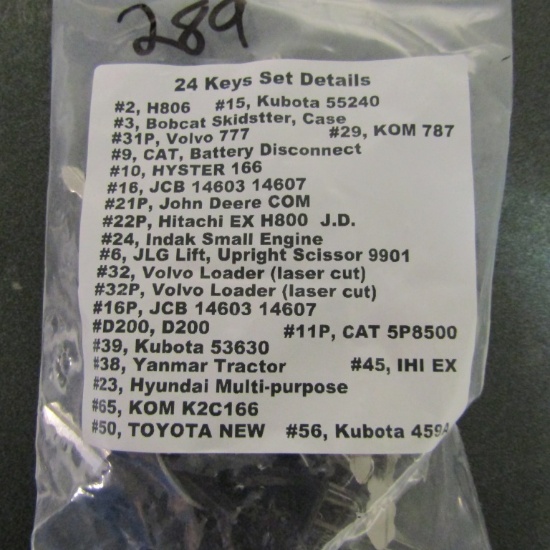 289
24 Keys Set Details
#2, H806 #15, Kubota 55240
#3, Bobcat Skidstter, Case
#31P, Volvo 777 #29, KOM 787
#9, CAT, Battery Disconnect
#10, HYSTER 166
#16, JCB 14603 14607
#21P, John Deere COM
#22P, Hitachi EX H800 J.D.
#24, Indak Small Engine
#6, JLG Lift, Upright Scissor 9901
#32, Volvo Loader (laser cut)
#32P, Volvo Loader (laser cut)
#16P, JCB 14603 14607
#D200, D200 #11P, CAT 5P8500
#39, Kubota 53630
#38, Yanmar Tractor #45, IHI EX
#23, Hyundai Multi-purpose
#65, KOM K2C166
#50, TOYOTA NEW #56, Kubota